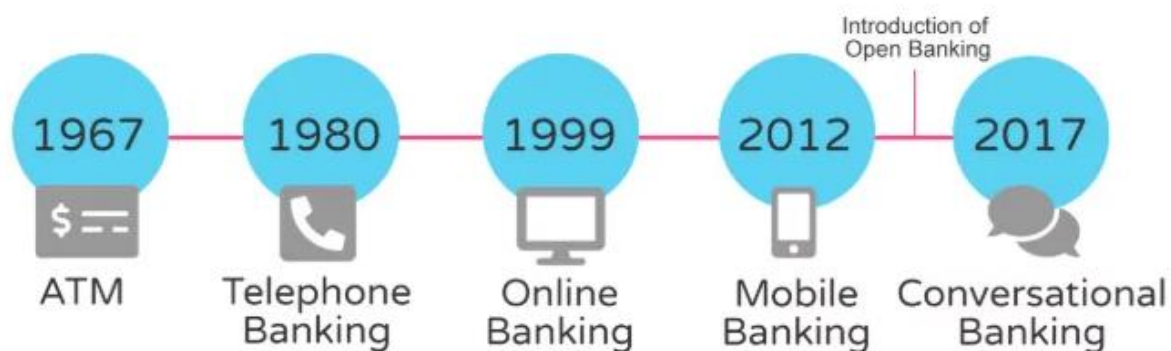 Introduction of
Open Banking
1967
1980
1999
2012
2017
$
ATM
Telephone
Banking
Online
Banking
Mobile
Banking
Conversational
Banking